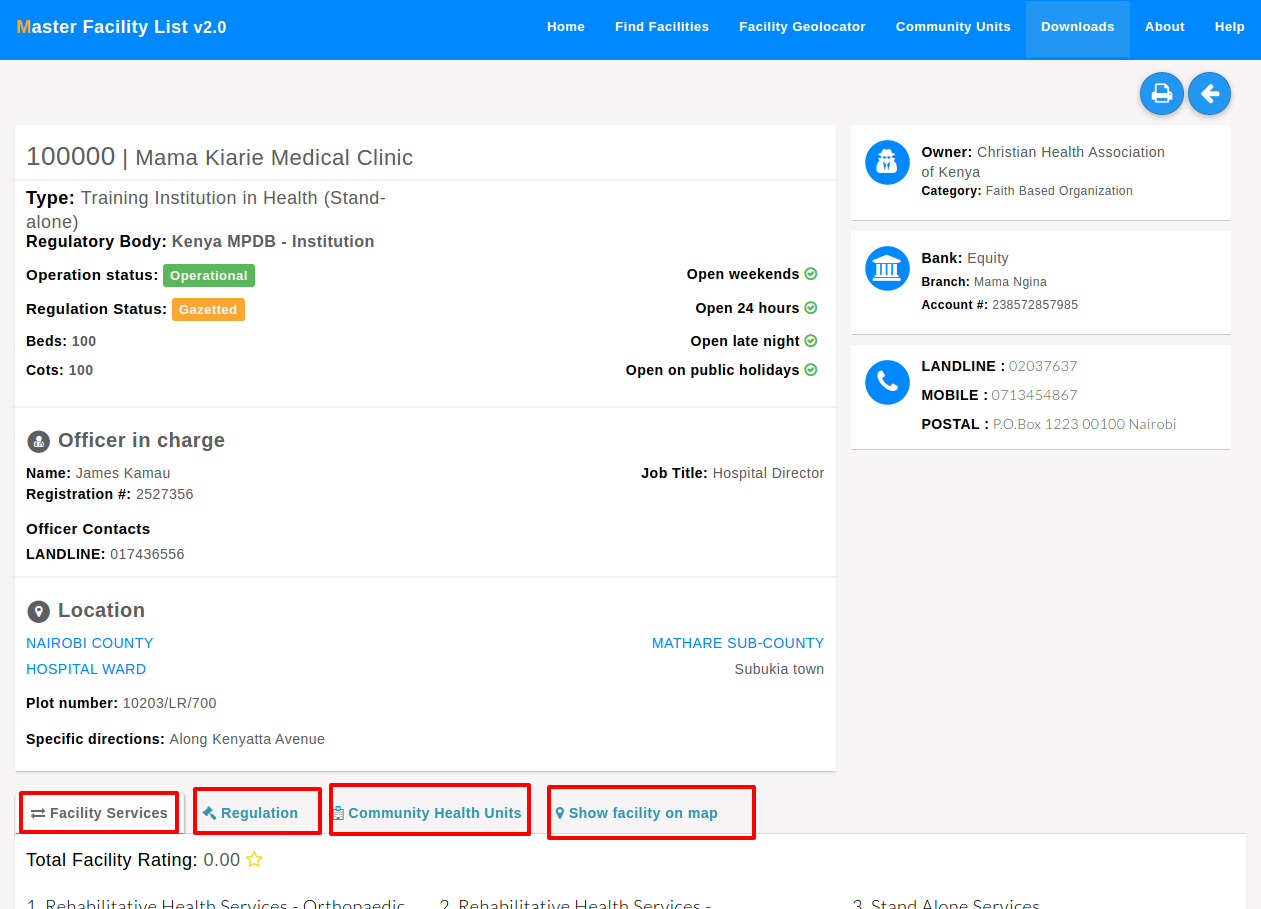 Master Facility List v2.0
Home Find Facilities Facility Geolocator Community Units Downloads About Help
100000 | Mama Kiarie Medical Clinic
Type: Training Institution in Health (Stand-
alone)
Regulatory Body: Kenya MPDB - Institution
Operation status: Operational
Open weekends
Regulation Status: Gazetted
Open 24 hours
Beds: 100
Open late night
Cots: 100
Open on public holidays
Officer in charge
Name: James Kamau
Job Title: Hospital Director
Registration #: 2527356
Officer Contacts
LANDLINE: 017436556
Location
NAIROBI COUNTY
MATHARE SUB-COUNTY
HOSPITAL WARD
Subukia town
Plot number: 10203/LR/700
Specific directions: Along Kenyatta Avenue
Owner: Christian Health Association
of Kenya
Category: Faith Based Organization
Bank: Equity
Branch: Mama Ngina
Account #: 238572857985
LANDLINE : 02037637
MOBILE : 0713454867
POSTAL : P.O.Box 1223 00100 Nairobi
Facility Services Regulation Community Health Units Show facility on map
Total Facility Rating: 0.00
1. Rehabilitative Health Services - Orthopaedic
2. Rehabilitative Health Services -
3. Stand Alone Services